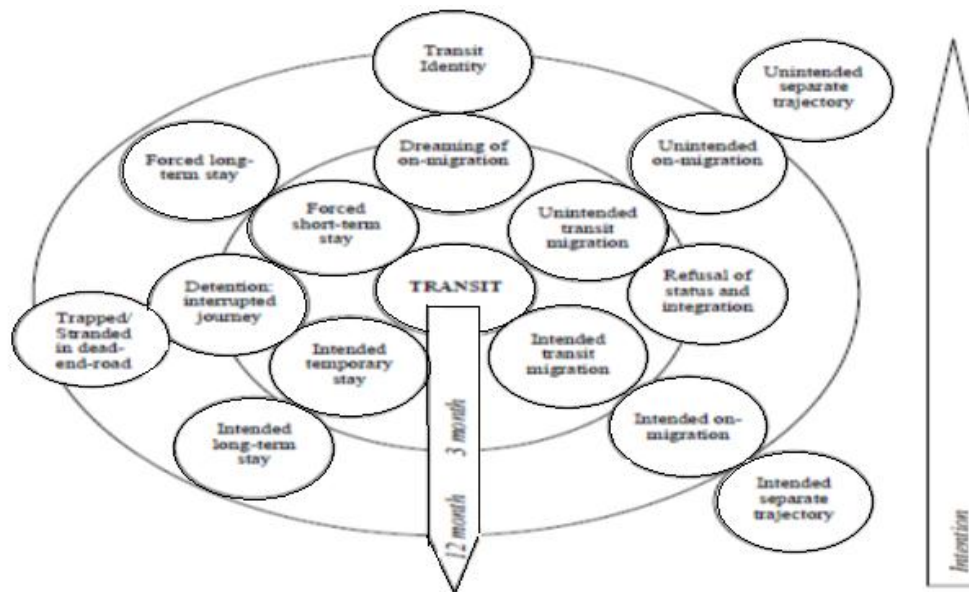 Transit
Identity
Unintended
separate
trajectory
Dreaming of
on-migration
Unintended
on-migration
Forced long-
term stay
Forced
short-term
stay
Unintended
transit
migration
TRANSIT
Detention:
interrupted
journey
Refusal of
status and
integration
Trapped/
Stranded
in dead-
end-road
Intended
temporary
stay
Intended
transit
migration
Intended
long-term
stay
Intended on-
migration
3 month
12 month
Intended
separate
trajectory
Intention